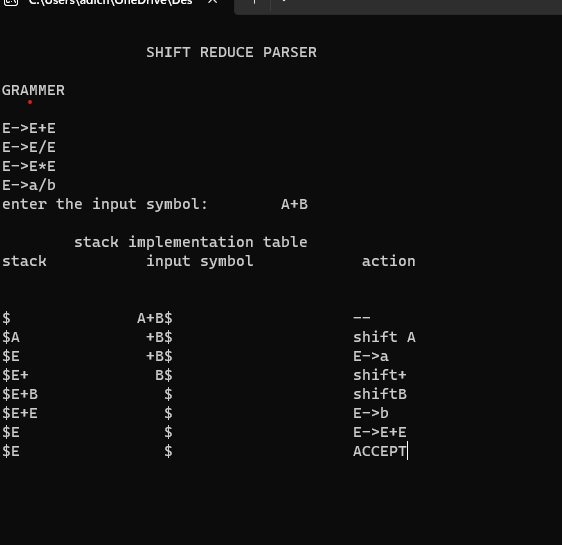 C:\Users\adich\OneDrive\Des
SHIFT REDUCE PARSER
GRAMMER
E->E+E
E->E/E
E->E*E
E->a/b
enter the input symbol: A+B
stack implementation table
stack input symbol action
$ A+B$ --
$A +B$ shift A
$E +B$ E->a
$E+ B$ shift+
$E+B $ shiftB
$E+E $ E->b
$E $ E->E+E
$E $ ACCEPT